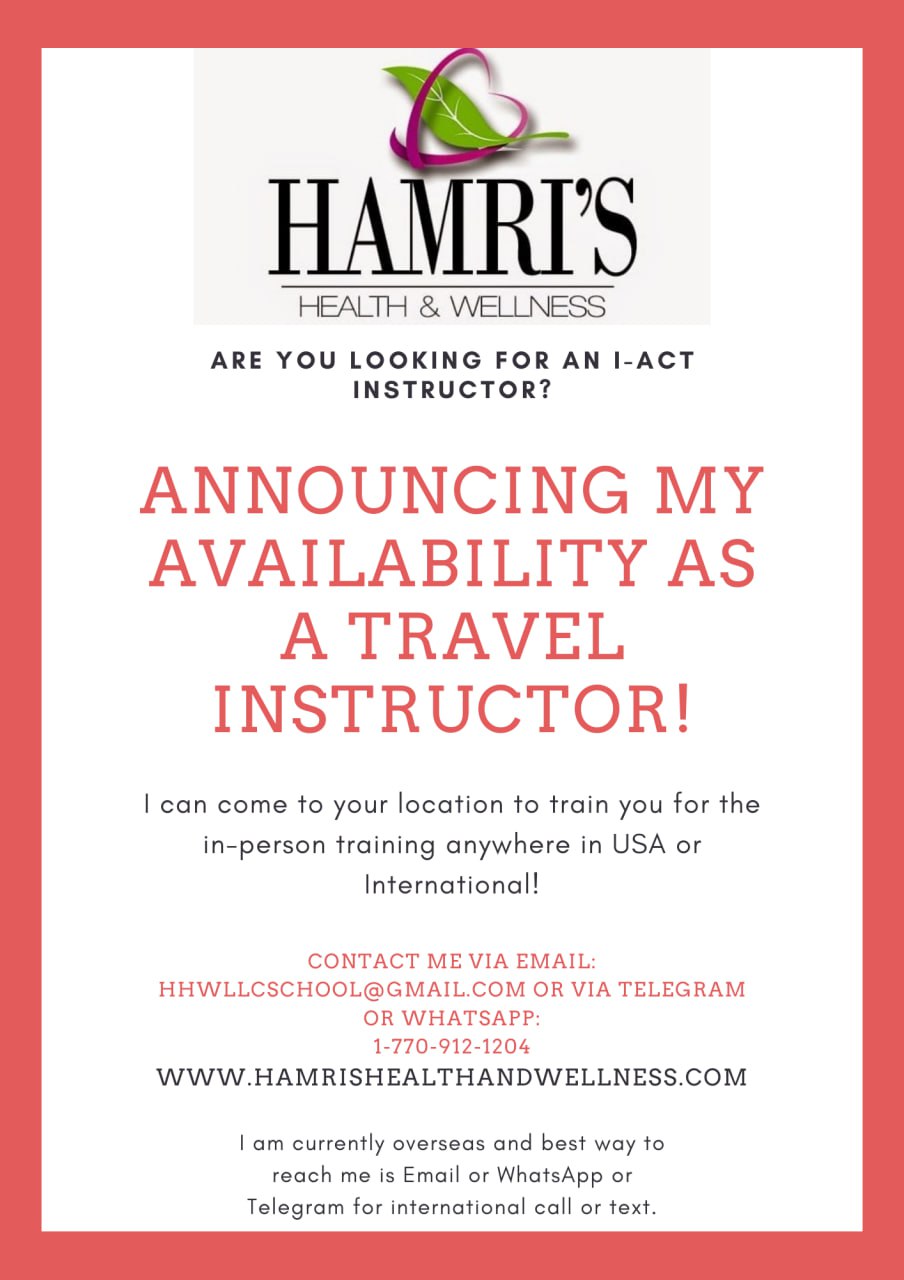 HAMRI'S
HEALTH & WELLNESS
ARE YOU LOOKING FOR AN I-ACT
INSTRUCTOR?
ANNOUNCING MY
AVAILABILITY AS
A TRAVEL
INSTRUCTOR!
I can come to your location to train you for the
in-person training anywhere in USA or
International!
CONTACT ME VIA EMAIL:
HHWLLCSCHOOL@GMAIL.COM OR VIA TELEGRAM
OR WHATSAPP:
1-770-912-1204
WWW.HAMRISHEALTHANDWELLNESS.COM
I am currently overseas and best way to
reach me is Email or WhatsApp or
Telegram for international call or text.